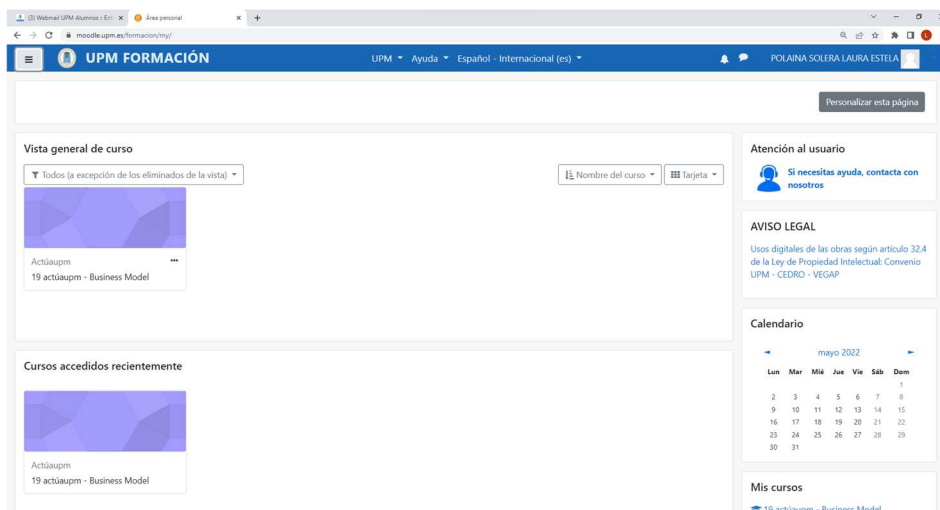 (3) Webmail UPM Alumnos :: Ent
Área personal
moodle.upm.es/formacion/my/
L
UPM FORMACIÓN
UPM
Ayuda
Español - Internacional (es)
POLAINA SOLERA LAURA ESTELA
Personalizar esta página
Vista general de curso
Todos (a excepción de los eliminados de la vista)
Nombre del curso
Tarjeta
Actúaupm
19 actúaupm - Business Model
Cursos accedidos recientemente
Actúaupm
19 actúaupm - Business Model
Atención al usuario
Si necesitas ayuda, contacta con
nosotros
AVISO LEGAL
Usos digitales de las obras según artículo 32.4
de la Ley de Propiedad Intelectual: Convenio
UPM - CEDRO - VEGAP
Calendario
mayo 2022
Lun Mar Mié Jue Vie Sáb Dom
1
2 3 4 5 6 7 8
9 10 11 12 13 14 15
16 17 18 19 20 21 22
23 24 25 26 27 28 29
30 31
Mis cursos
19 actúaupm - Business Model